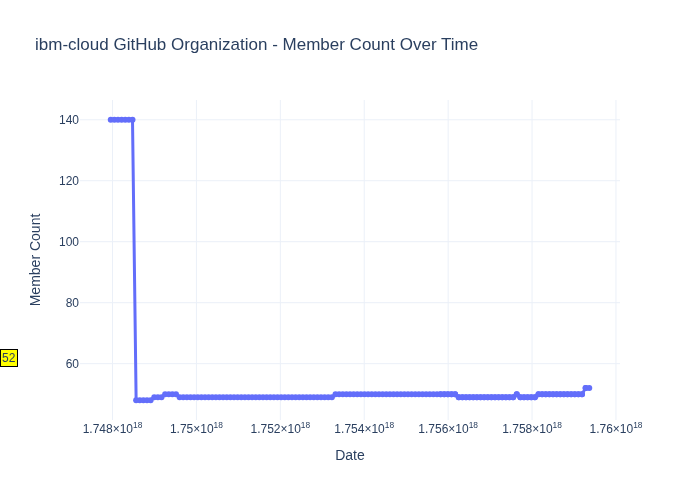 ibm-cloud GitHub Organization - Member Count Over Time
140
120
100
80
60
Member Count
52
1.748×10¹⁸ 1.75×10¹⁸ 1.752×10¹⁸ 1.754×10¹⁸ 1.756×10¹⁸ 1.758×10¹⁸ 1.76×10¹⁸
Date